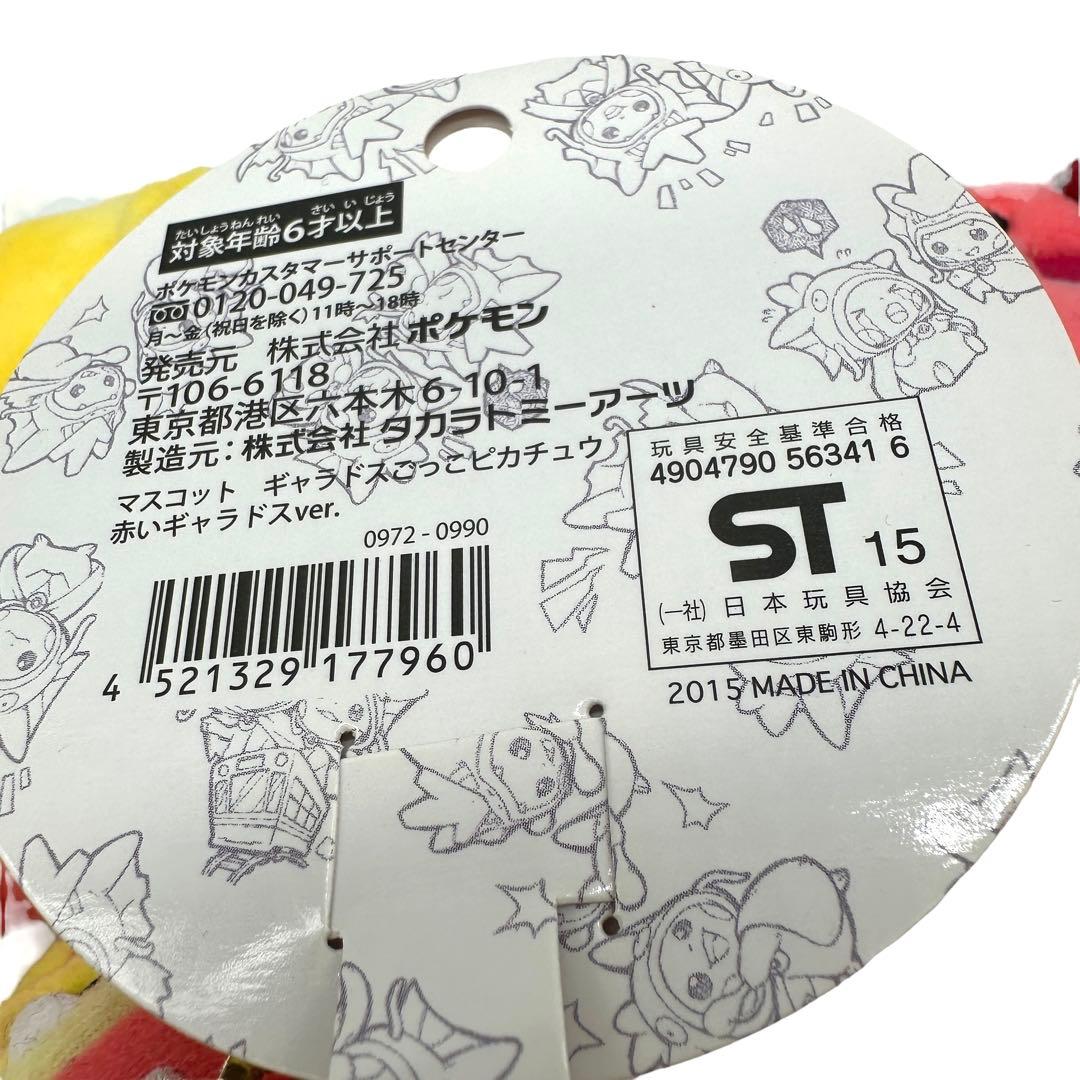 たいしょうねんれい さいいじょう
対象年齢6才以上
ポケモンカスタマーサポートセンター
0120-049-725
月～金(祝日を除く)11時～18時
発売元 株式会社 ポケモン
〒106-6118
東京都港区六本木6-10-1
製造元：株式会社 タカラトミーアーツ
マスコット ギャラドスごっこピカチュウ
赤いギャラドスver.
0972-0990
4 521329 177960
玩具安全基準合格
4904790 56341 6
ST 15
(一社) 日本玩具協会
東京都墨田区東駒形 4-22-4
2015 MADE IN CHINA